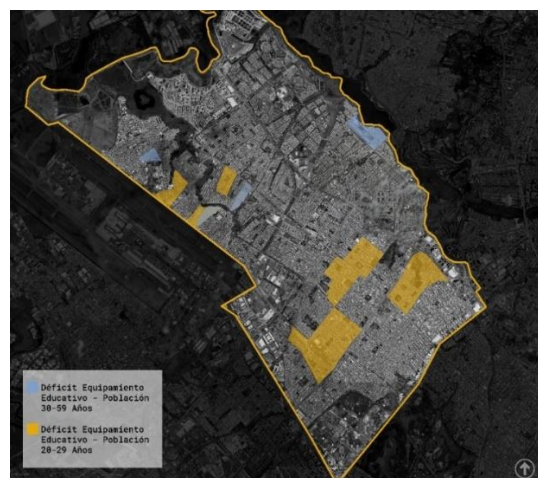 Déficit Equipamiento
Educativo - Población
30-59 Años
Déficit Equipamiento
Educativo - Población
20-29 Años